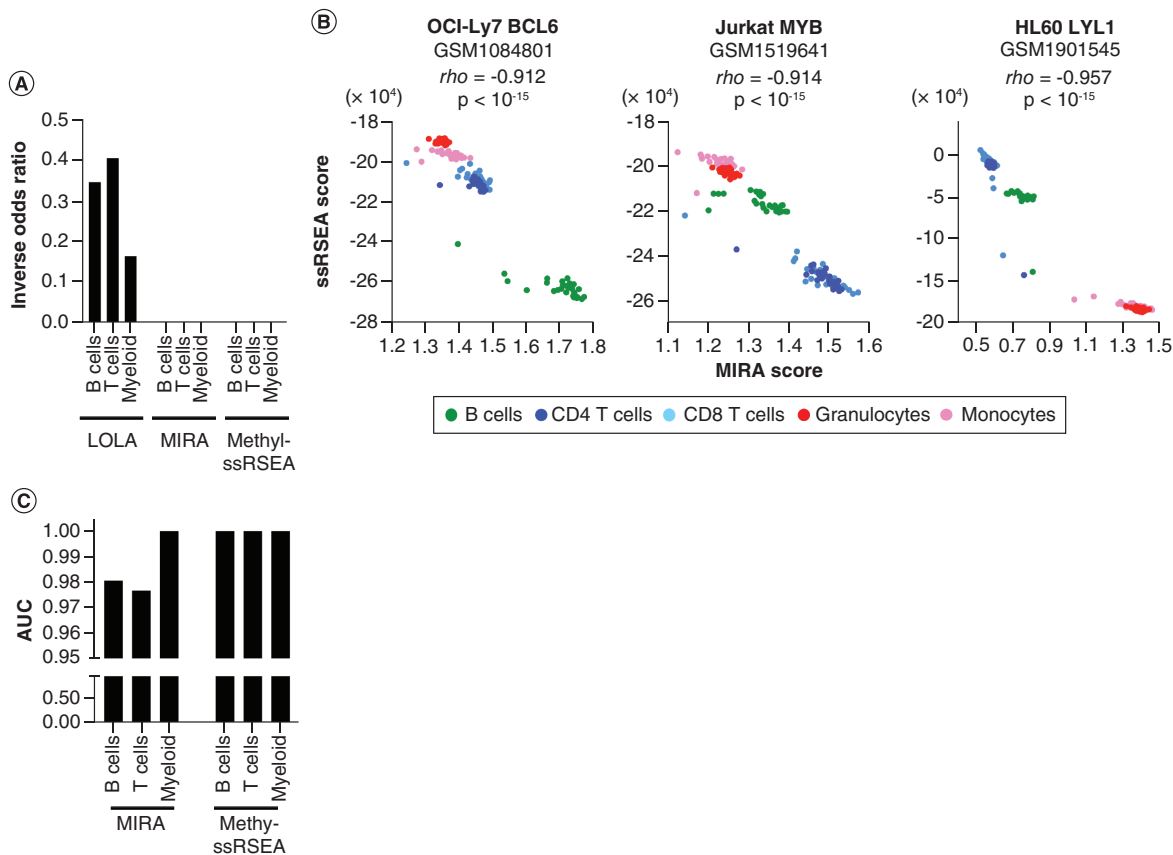 A
Inverse odds ratio
0.5
0.4
0.3
0.2
0.1
0.0
B cells
T cells
Myeloid
B cells
T cells
Myeloid
B cells
T cells
Myeloid
LOLA
MIRA
Methyl-
ssRSEA
B
OCI-Ly7 BCL6
GSM1084801
rho = -0.912
p < 10-15
(× 10⁴)
ssRSEA score
-18
-20
-22
-24
-26
-28
1.2 1.3 1.4 1.5 1.6 1.7 1.8
Jurkat MYB
GSM1519641
rho = -0.914
p < 10-15
(× 10⁴)
-18
-20
-22
-24
-26
1.1 1.2 1.3 1.4 1.5 1.6
HL60 LYL1
GSM1901545
rho = -0.957
p < 10-15
(× 10⁴)
0
-5
-10
-15
-20
0.5 0.7 0.9 1.1 1.3 1.5
MIRA score
B cells CD4 T cells CD8 T cells Granulocytes Monocytes
C
AUC
1.00
0.99
0.98
0.97
0.96
0.95
0.50
0.00
B cells
T cells
Myeloid
B cells
T cells
Myeloid
MIRA
Methy-
ssRSEA